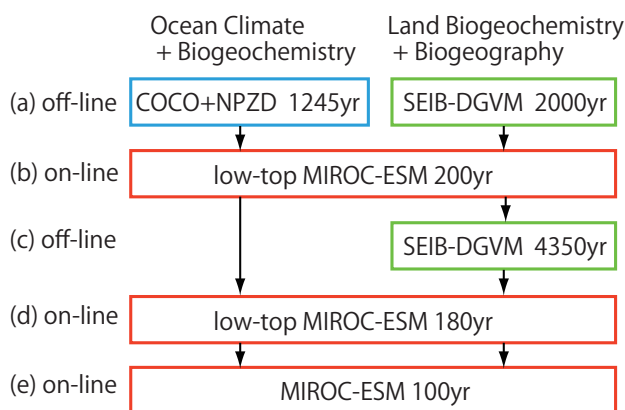 Ocean Climate
+ Biogeochemistry
Land Biogeochemistry
+ Biogeography
(a) off-line
COCO+NPZD 1245yr
SEIB-DGVM 2000yr
(b) on-line
low-top MIROC-ESM 200yr
(c) off-line
SEIB-DGVM 4350yr
(d) on-line
low-top MIROC-ESM 180yr
(e) on-line
MIROC-ESM 100yr